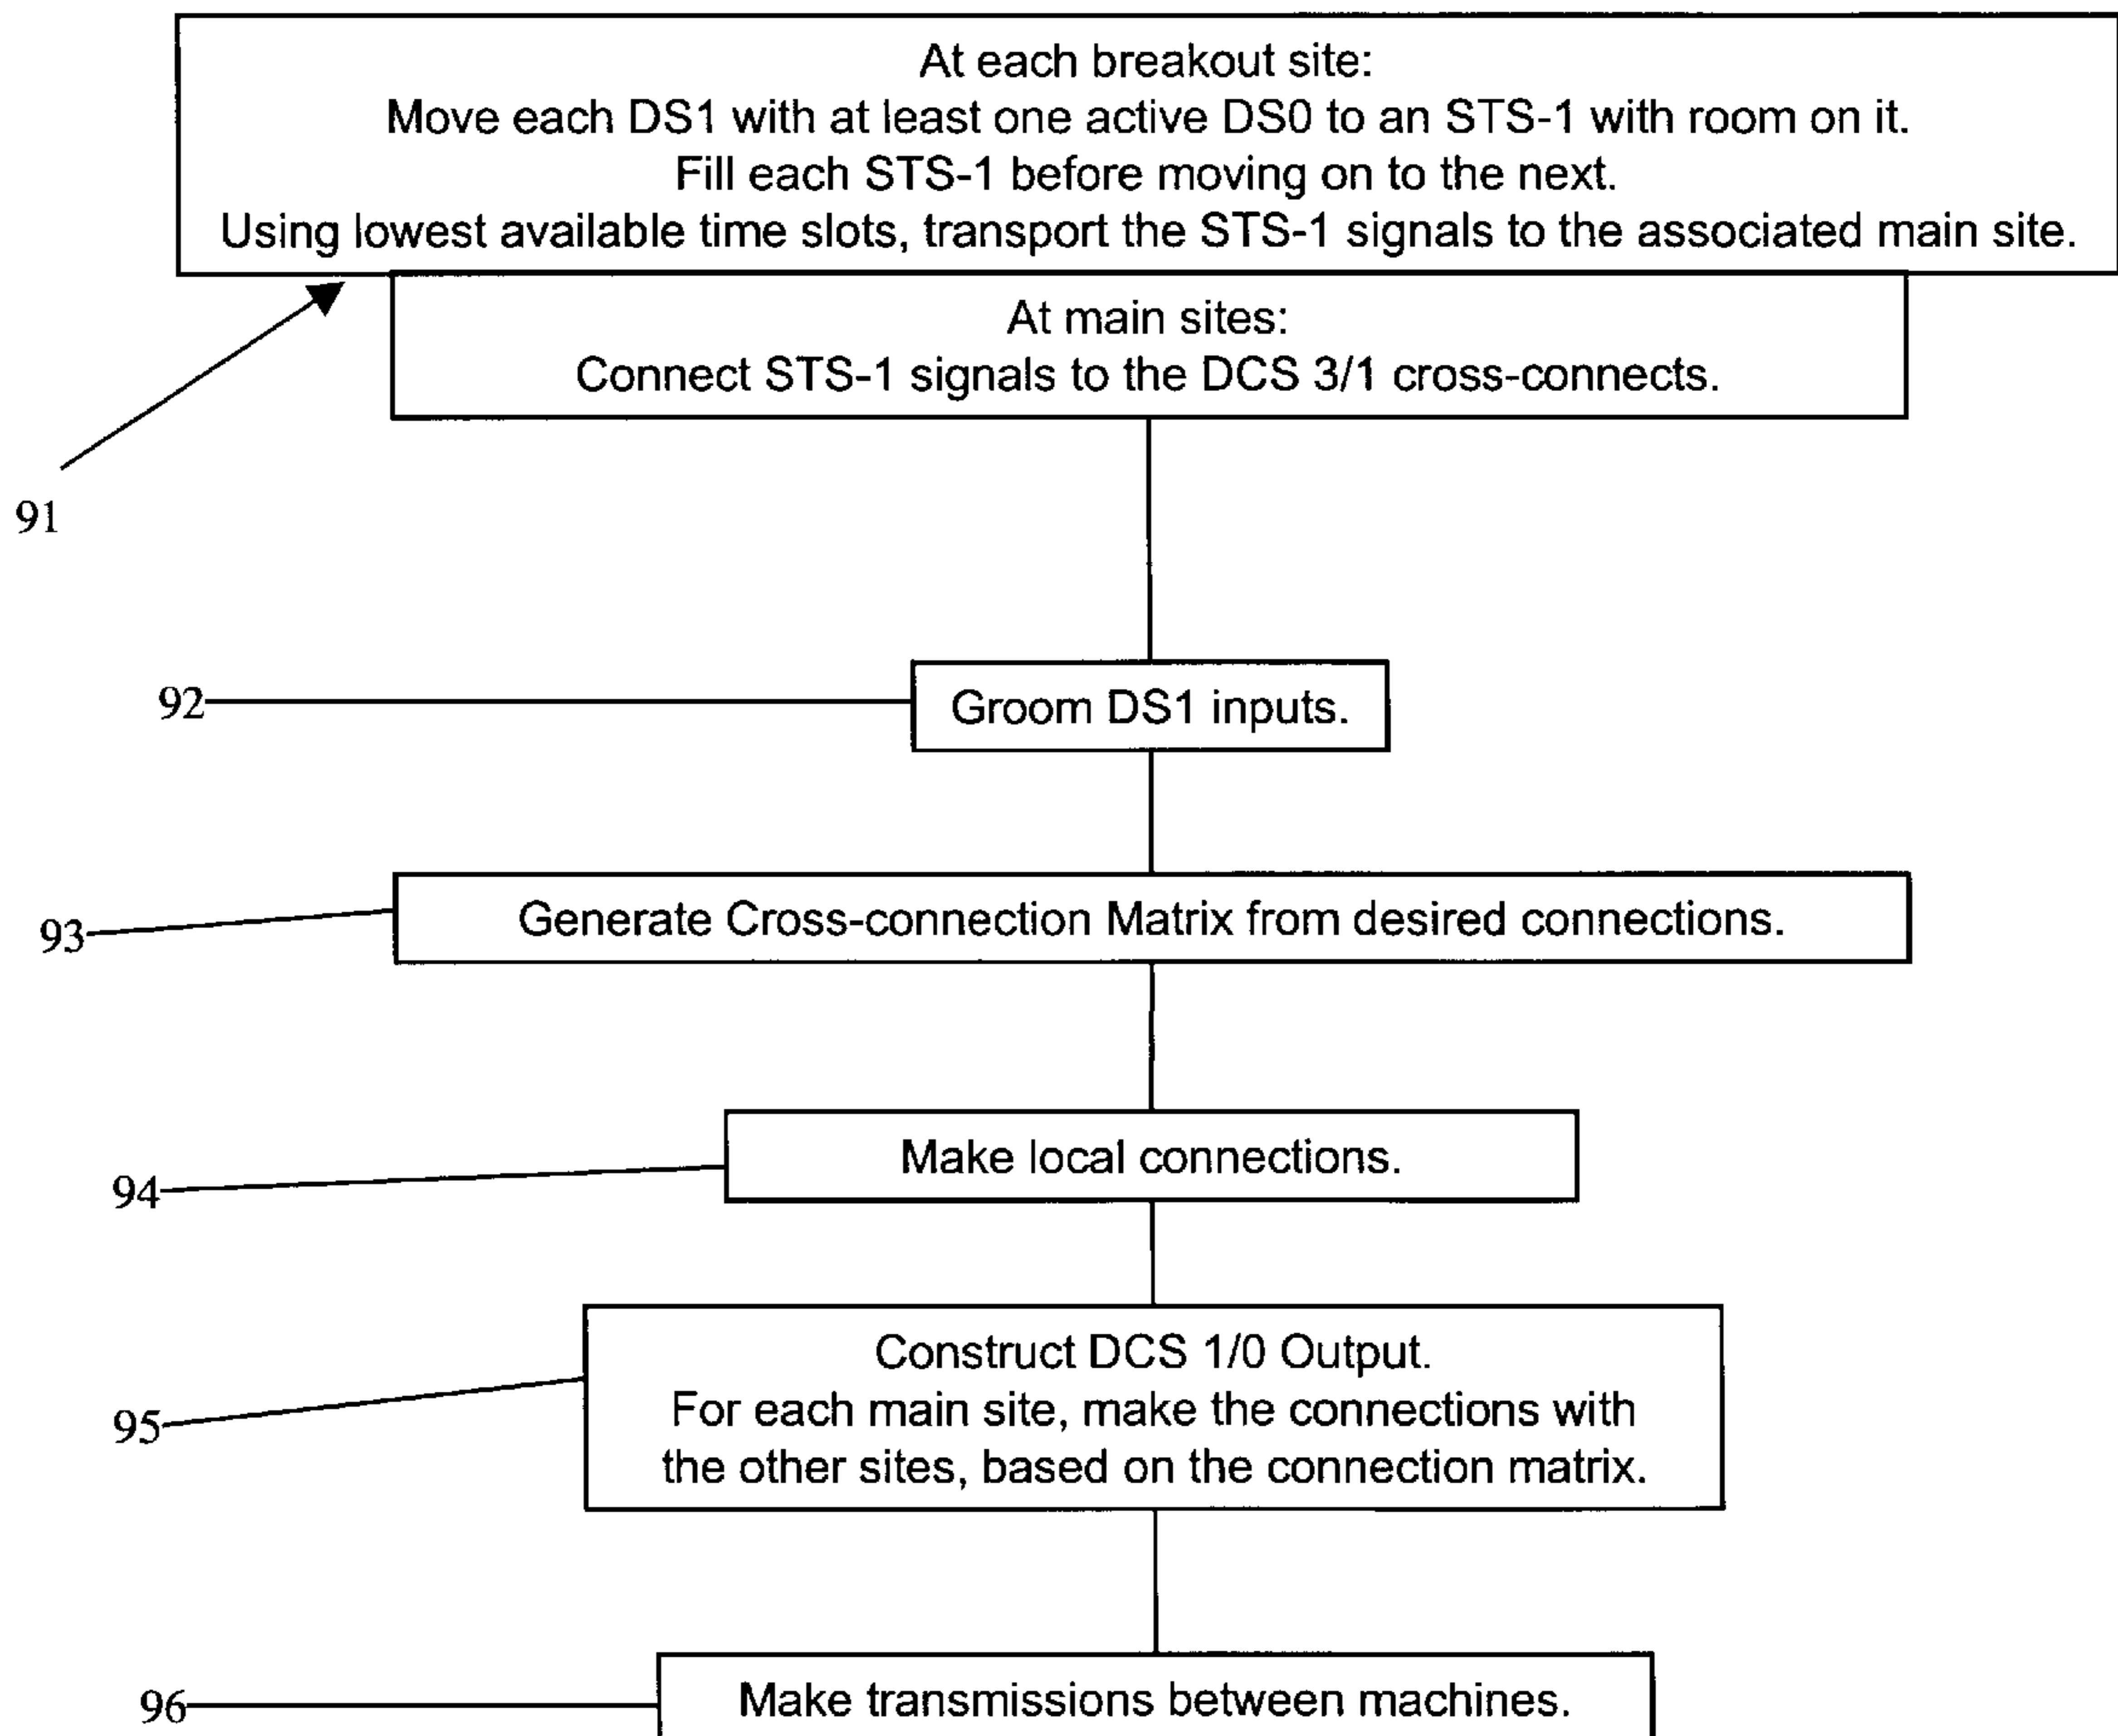 At each breakout site:
Move each DS1 with at least one active DS0 to an STS-1 with room on it.
Fill each STS-1 before moving on to the next.
Using lowest available time slots, transport the STS-1 signals to the associated main site.
At main sites:
Connect STS-1 signals to the DCS 3/1 cross-connects.
91
92
Groom DS1 inputs.
93
Generate Cross-connection Matrix from desired connections.
94
Make local connections.
95
Construct DCS 1/0 Output.
For each main site, make the connections with
the other sites, based on the connection matrix.
96
Make transmissions between machines.